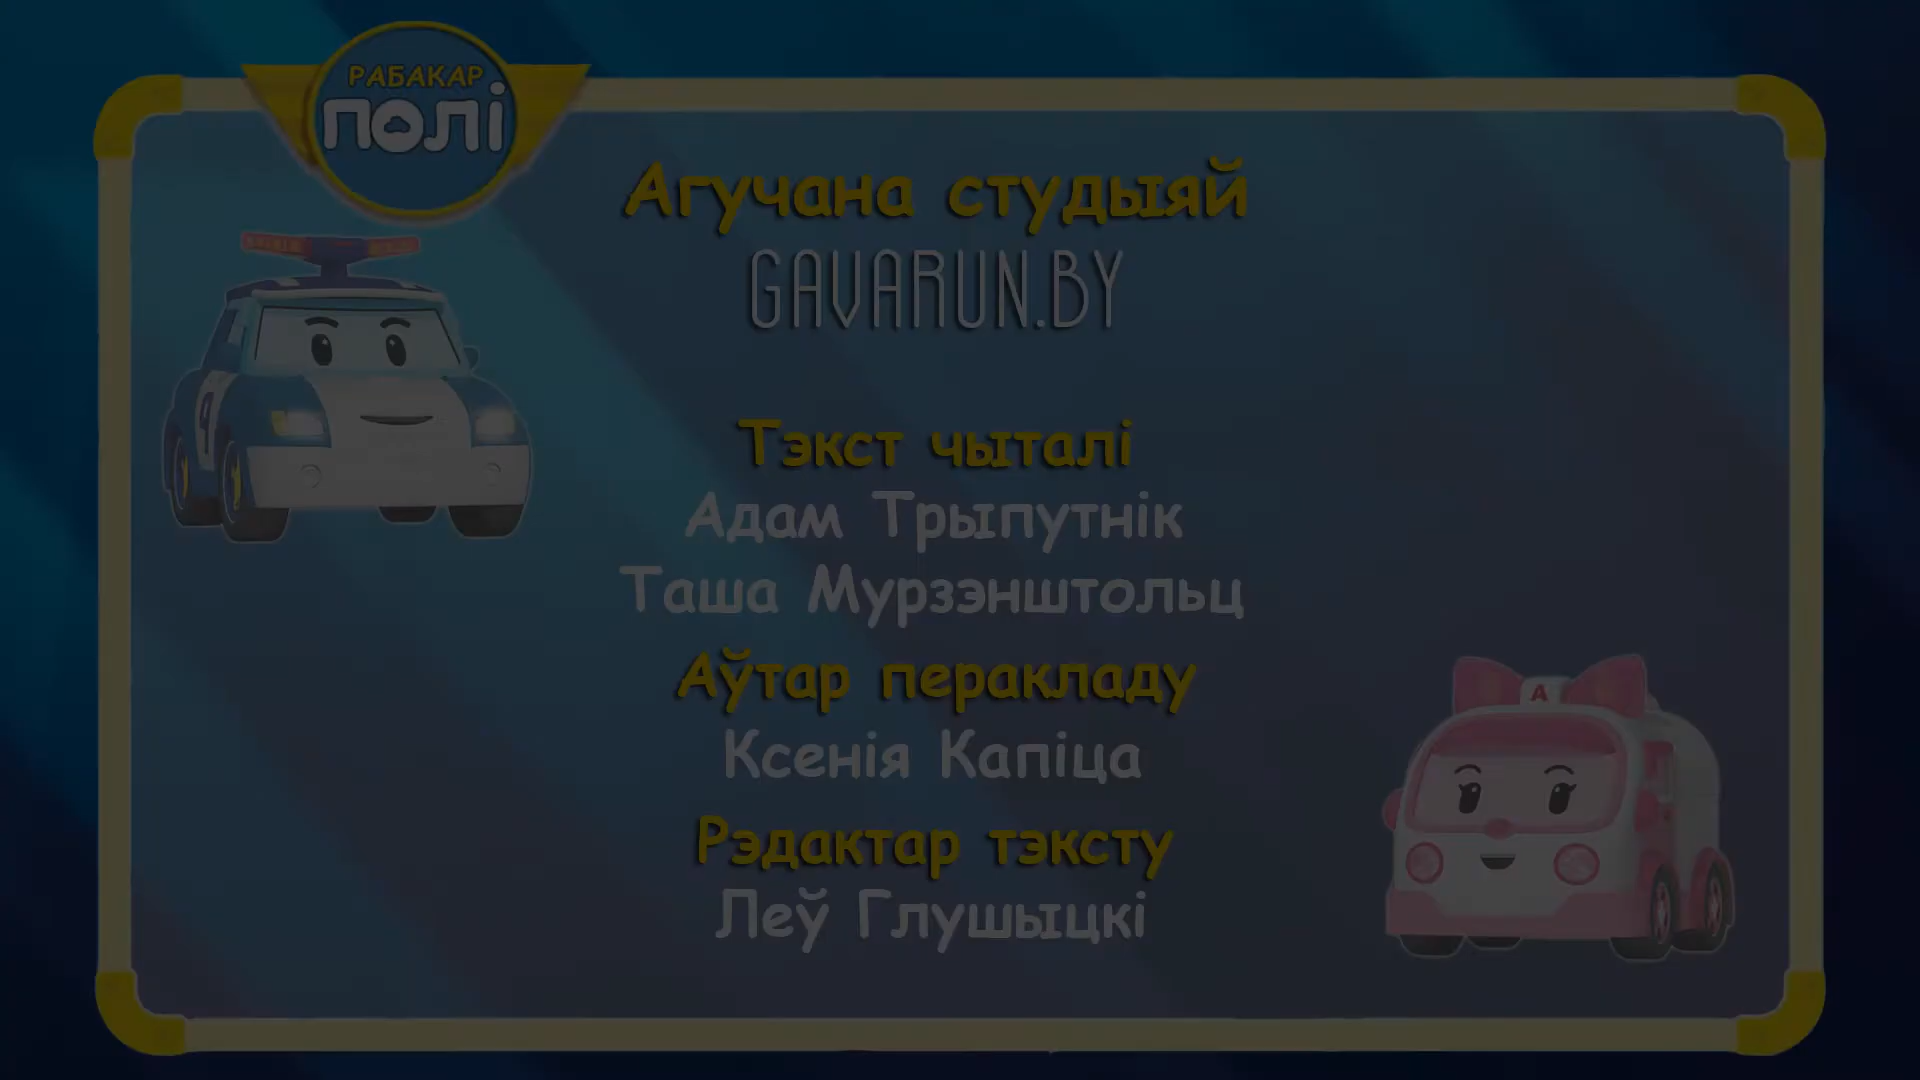 РАБАКАР
ПОЛІ
Агучана студыяй
GAVARUN.BY
Тэкст чыталі
Адам Трыпутнік
Таша Мурзэнштольц
Аўтар перакладу
Ксенія Капіца
Рэдактар тэксту
Леў Глушыцкі
A